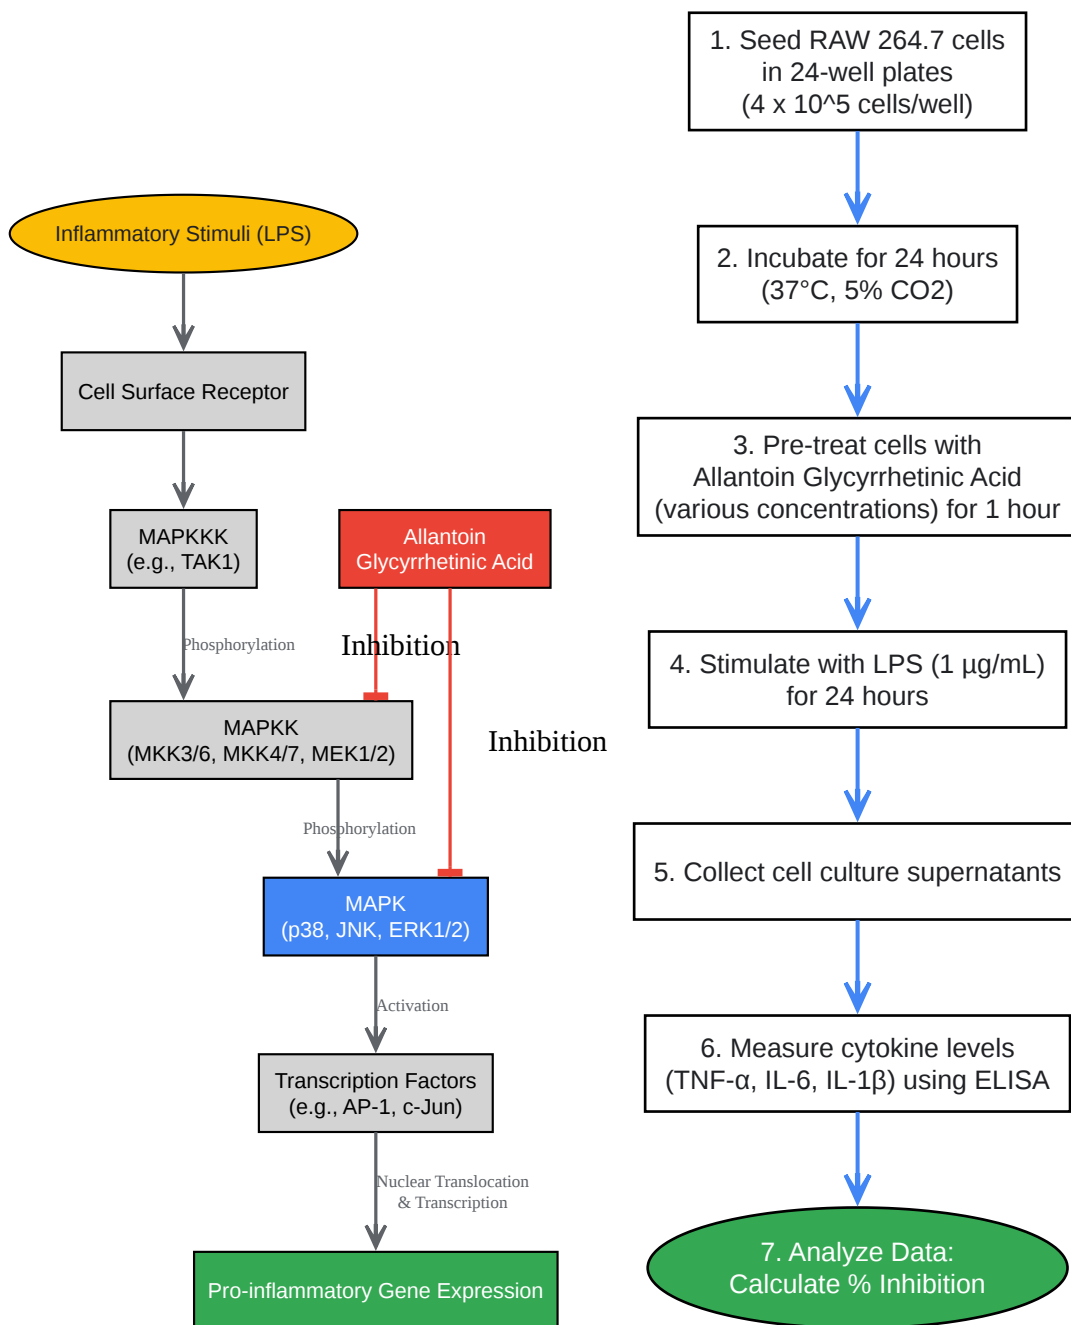 Inflammatory Stimuli (LPS)
Cell Surface Receptor
MAPKKK
(e.g., TAK1)
Allantoin
Glycyrrhetinic Acid
Phosphorylation
Inhibition
MAPKK
(MKK3/6, MKK4/7, MEK1/2)
Inhibition
Phosphorylation
MAPK
(p38, JNK, ERK1/2)
Activation
Transcription Factors
(e.g., AP-1, c-Jun)
Nuclear Translocation
& Transcription
Pro-inflammatory Gene Expression
1. Seed RAW 264.7 cells
in 24-well plates
(4 x 10^5 cells/well)
2. Incubate for 24 hours
(37°C, 5% CO2)
3. Pre-treat cells with
Allantoin Glycyrrhetinic Acid
(various concentrations) for 1 hour
4. Stimulate with LPS (1 µg/mL)
for 24 hours
5. Collect cell culture supernatants
6. Measure cytokine levels
(TNF-α, IL-6, IL-1β) using ELISA
7. Analyze Data:
Calculate % Inhibition